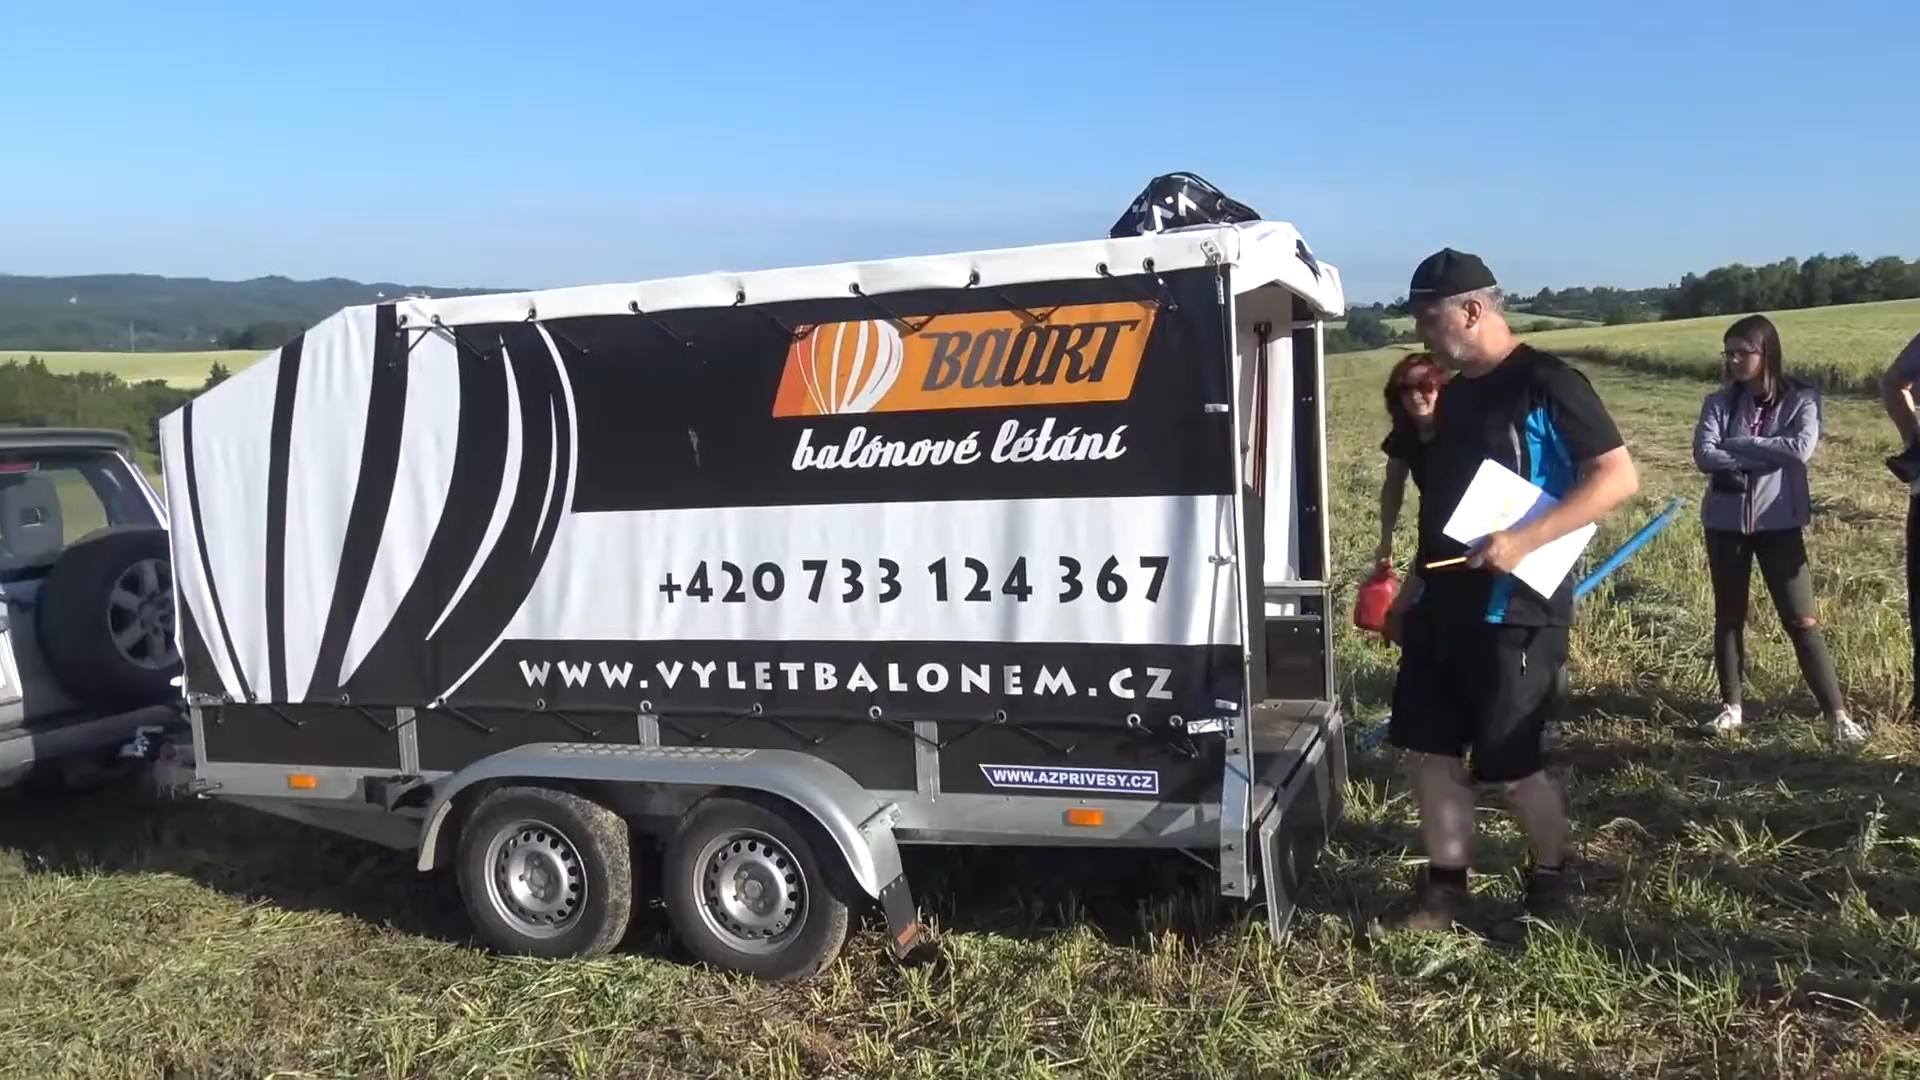 BAART
balónové létání
+420 733 124 367
WWW.VYLETBALONEM.CZ
WWW.AZPRIVESY.CZ